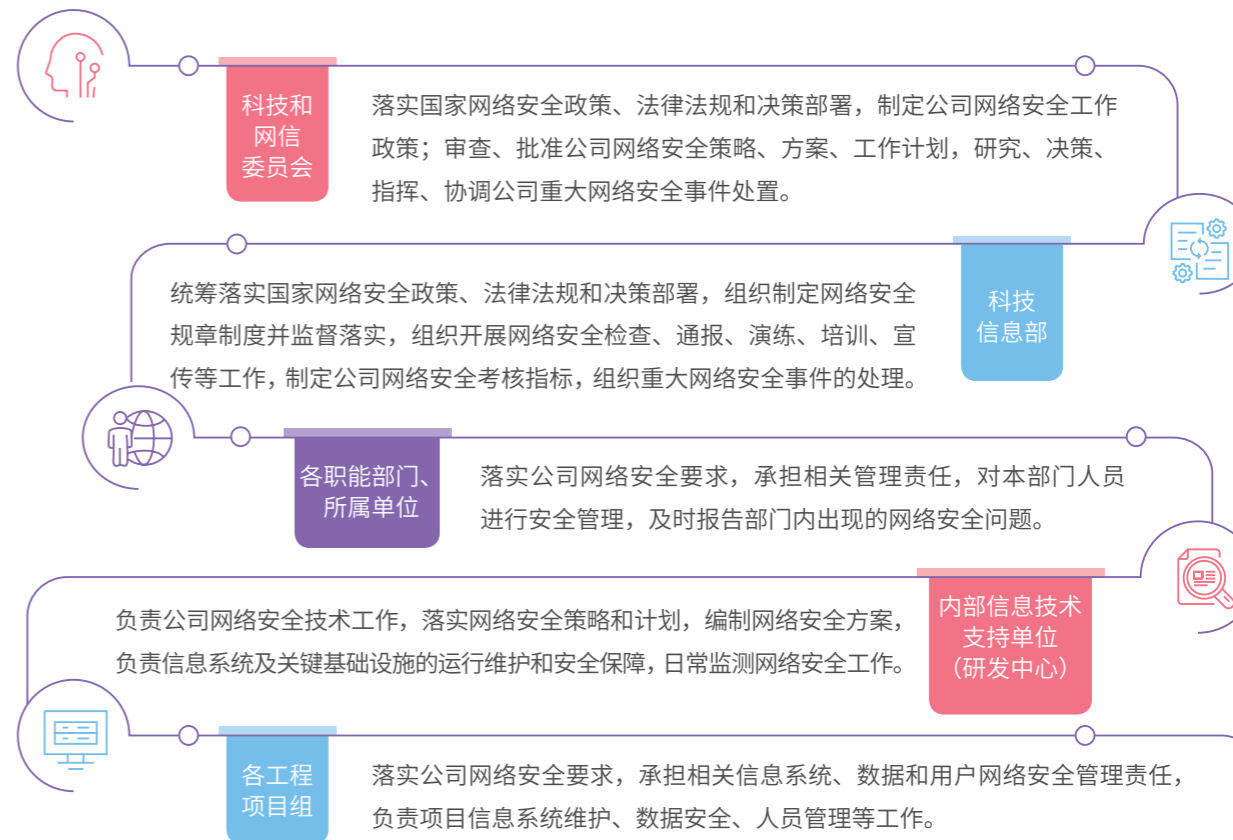 科技和
网信
委员会
落实国家网络安全政策、法律法规和决策部署，制定公司网络安全工作
政策；审查、批准公司网络安全策略、方案、工作计划，研究、决策、
指挥、协调公司重大网络安全事件处置。
科技
信息部
统筹落实国家网络安全政策、法律法规和决策部署，组织制定网络安全
规章制度并监督落实，组织开展网络安全检查、通报、演练、培训、宣
传等工作，制定公司网络安全考核指标，组织重大网络安全事件的处理。
各职能部门、
所属单位
落实公司网络安全要求，承担相关管理责任，对本部门人员
进行安全管理，及时报告部门内出现的网络安全问题。
内部信息技术
支持单位
（研发中心）
负责公司网络安全技术工作，落实网络安全策略和计划，编制网络安全方案，
负责信息系统及关键基础设施的运行维护和安全保障，日常监测网络安全工作。
各工程
项目组
落实公司网络安全要求，承担相关信息系统、数据和用户网络安全管理责任，
负责项目信息系统维护、数据安全、人员管理等工作。